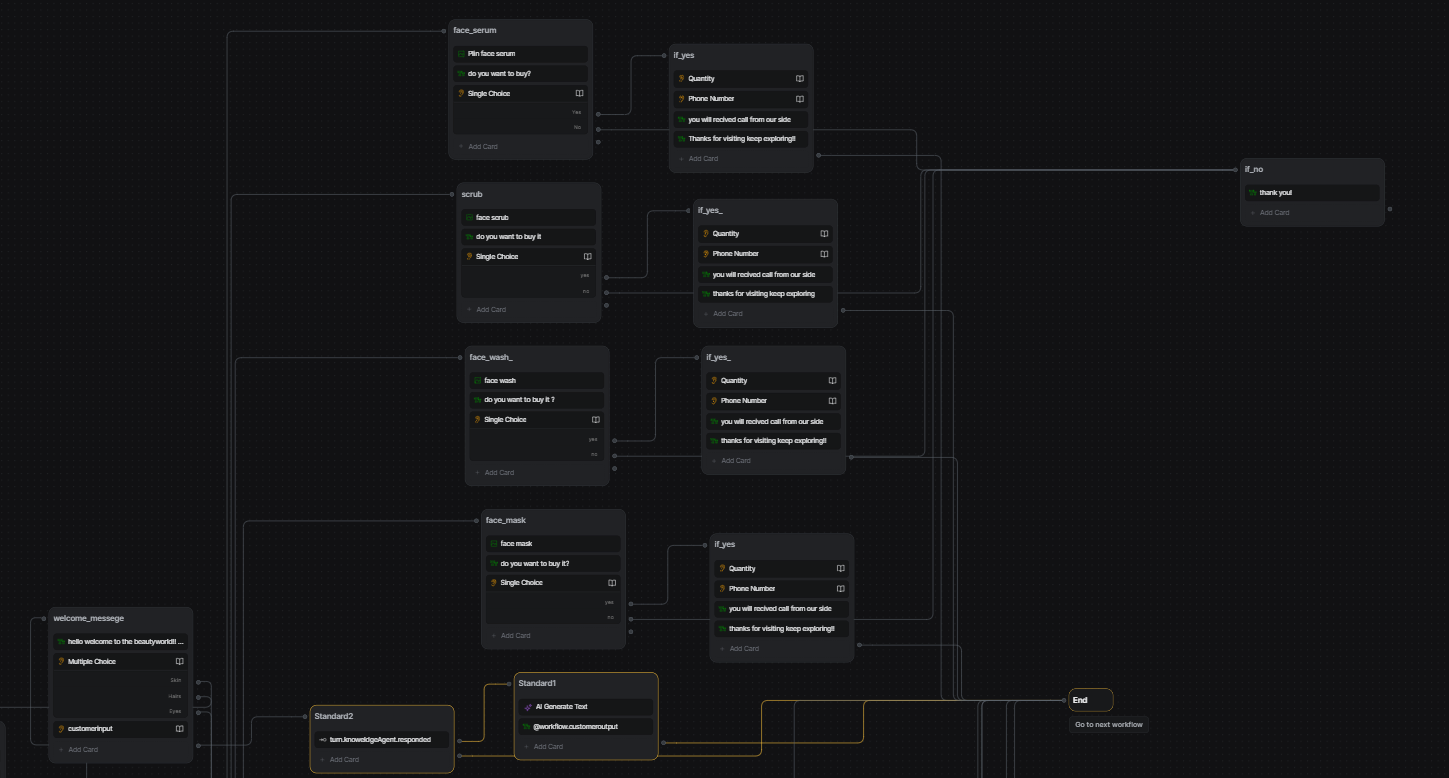 face_serum
Plin face serum
do you want to buy?
Single Choice
Yes
No
Add Card
if_yes
Quantity
Phone Number
you will recived call from our side
Thanks for visiting keep exploring!!
Add Card
if_no
thank you!
Add Card
scrub
face scrub
do you want to buy it
Single Choice
yes
no
Add Card
if_yes_
Quantity
Phone Number
you will recived call from our side
thanks for visiting keep exploring
Add Card
face_wash_
face wash
do you want to buy it ?
Single Choice
yes
no
Add Card
if_yes_
Quantity
Phone Number
you will recived call from our side
thanks for visiting keep exploring!!
Add Card
face_mask
face mask
do you want to buy it?
Single Choice
yes
no
Add Card
if_yes
Quantity
Phone Number
you will recived call from our side
thanks for visiting keep exploring!!
Add Card
welcome_messege
hello welcome to the beautyworld!! ...
Multiple Choice
Skin
Hairs
Eyes
customerinput
Add Card
Standard2
turn.knoweldgeAgent.responded
Add Card
Standard1
AI Generate Text
@workflow.customeroutput
Add Card
End
Go to next workflow